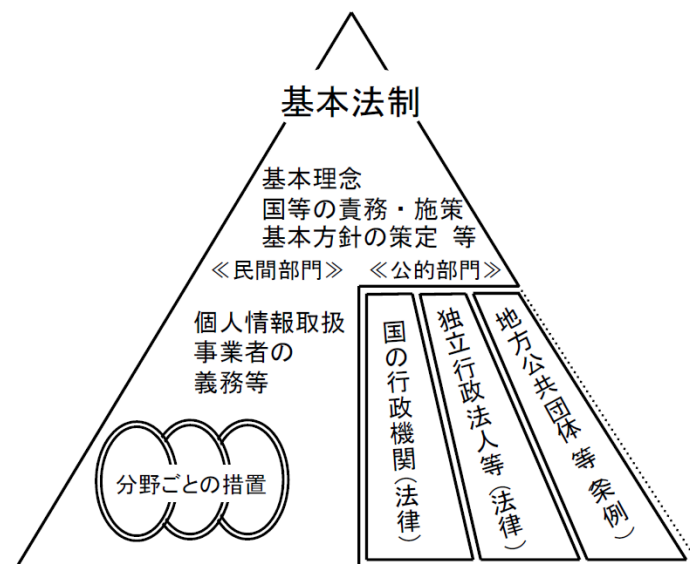 基本法制
基本理念
国等の責務・施策
基本方針の策定 等
≪民間部門≫ ≪公的部門≫
個人情報取扱
事業者の
義務等
分野ごとの措置
国の行政機関(法律)
独立行政法人等(法律)
地方公共団体 等 条例)